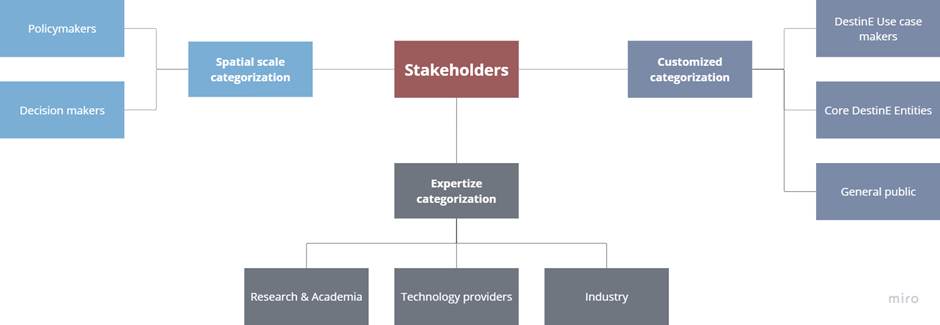 Policymakers
Decision makers
Spatial scale
categorization
Stakeholders
Customized
categorization
DestinE Use case
makers
Core DestinE Entities
General public
Expertize
categorization
Research & Academia
Technology providers
Industry
miro